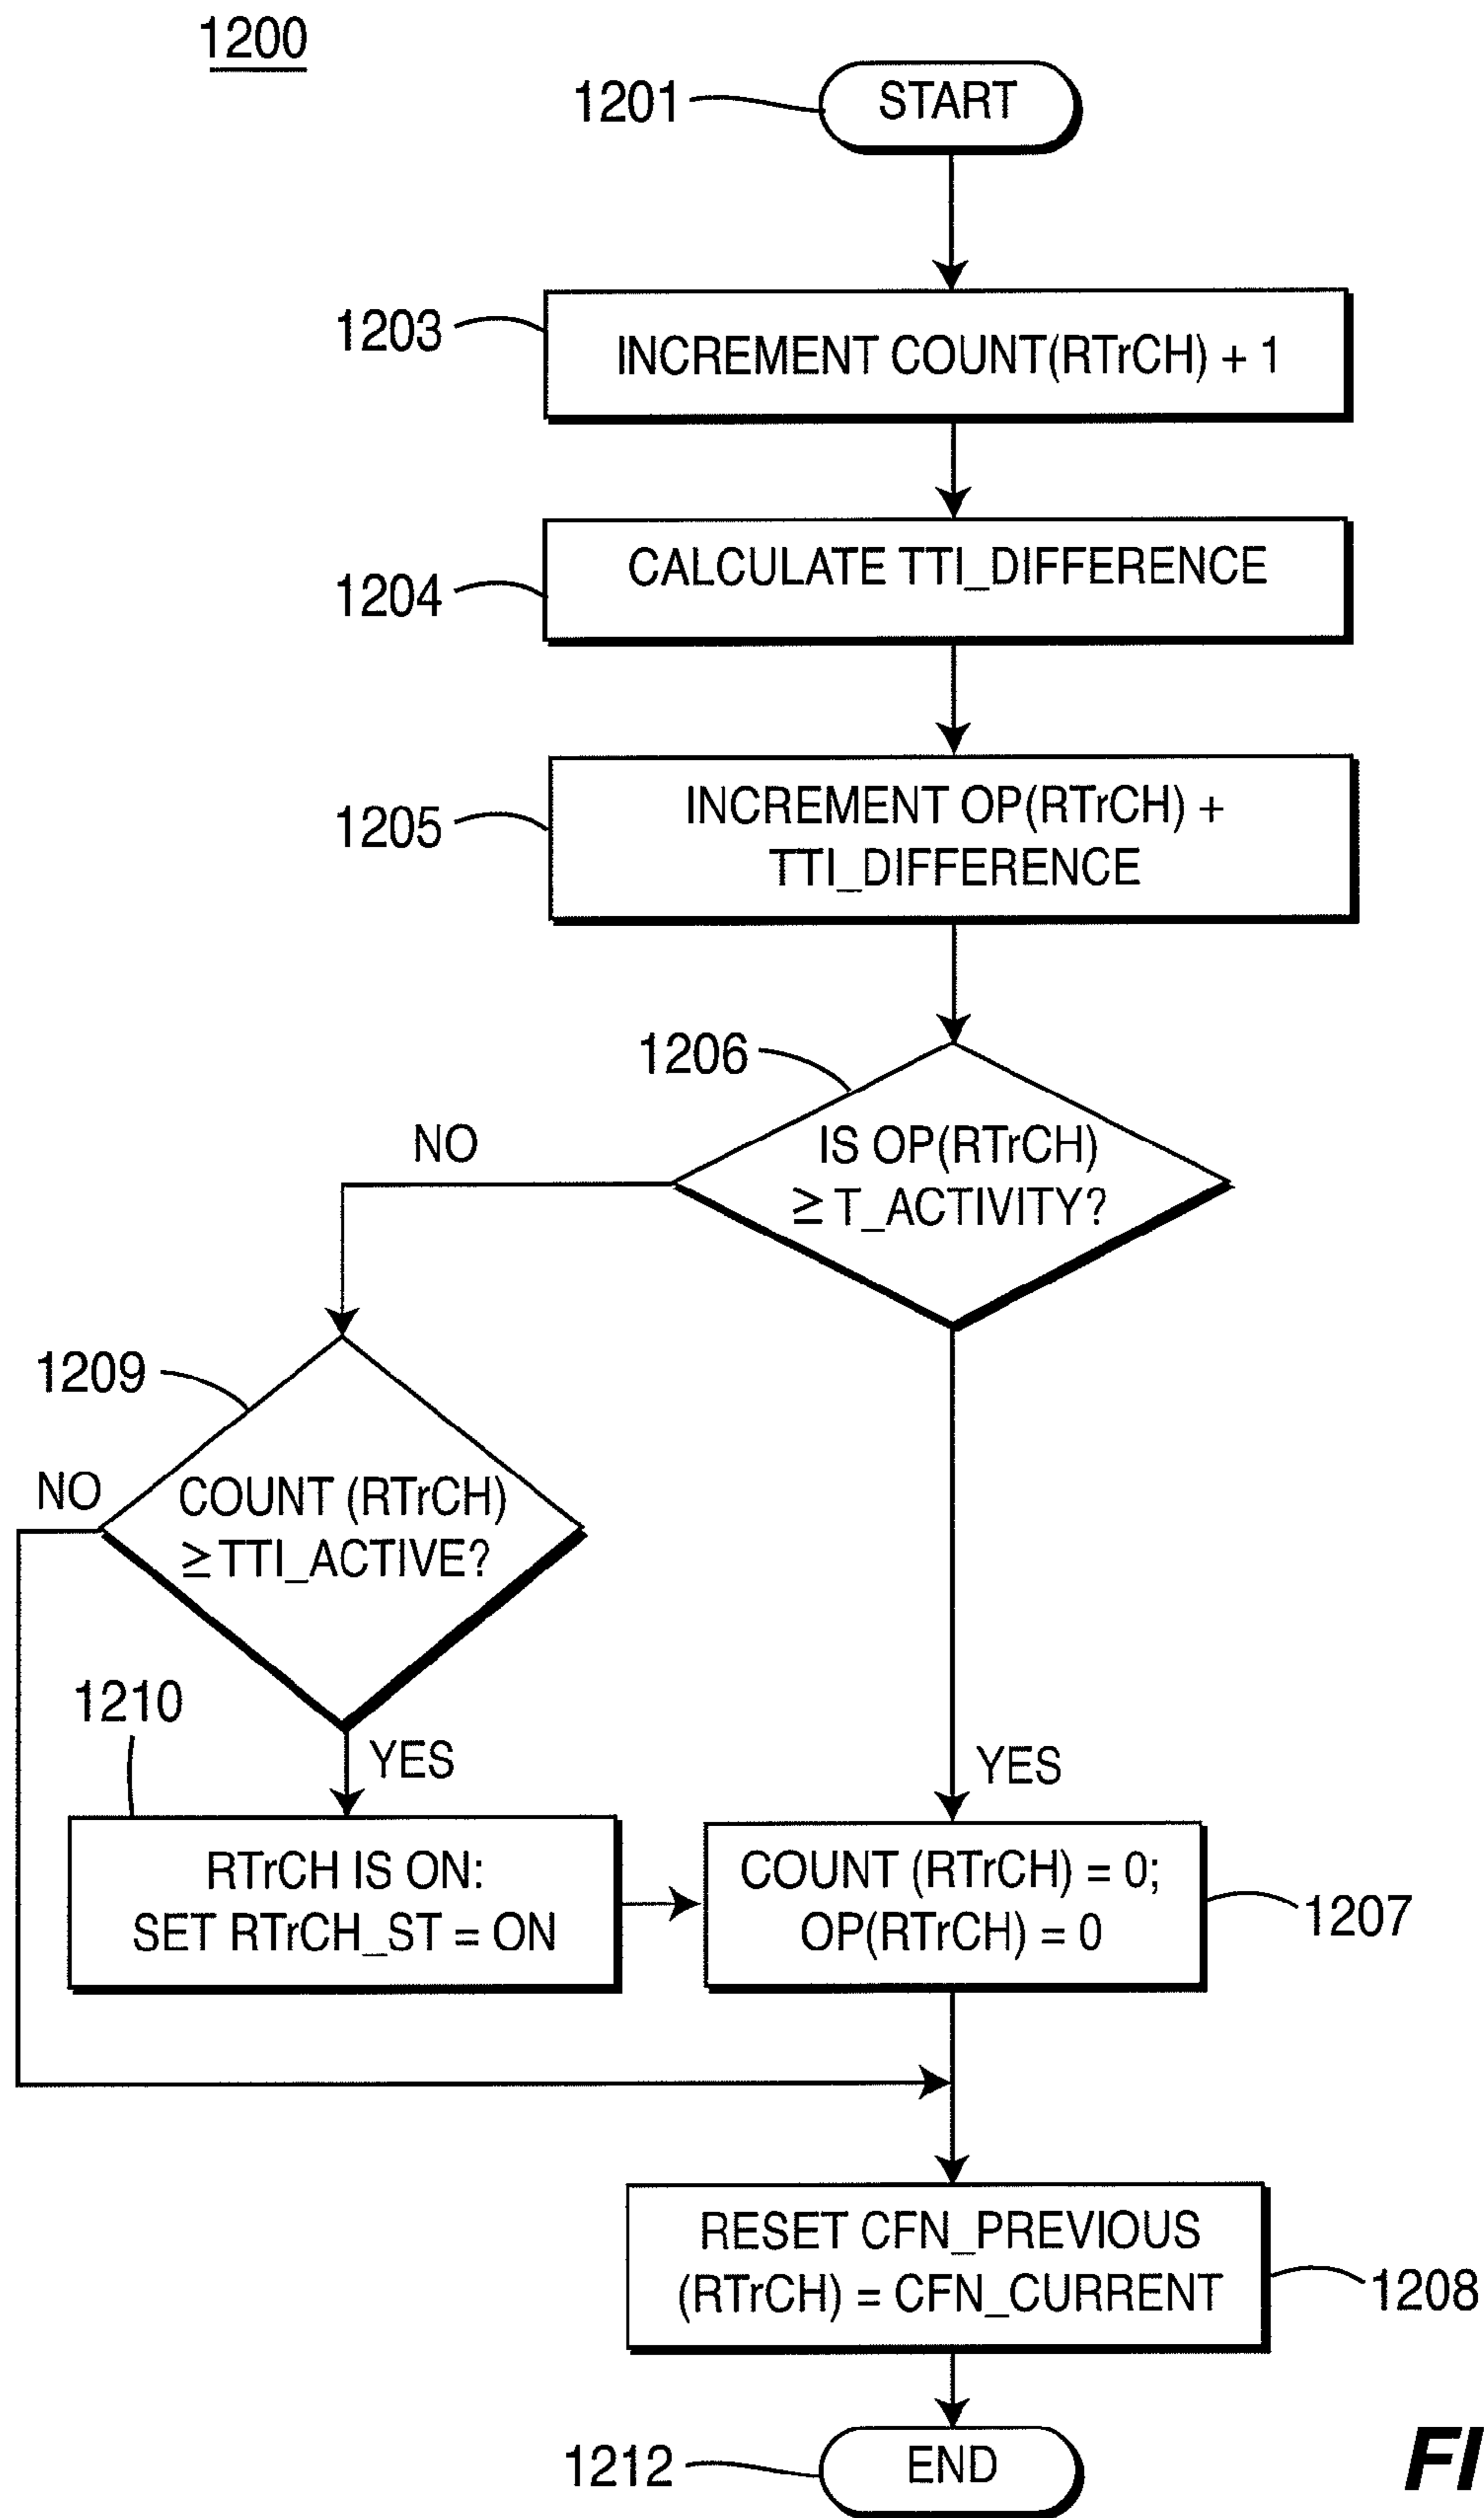 1200
1201
START
1203
INCREMENT COUNT(RTrCH) + 1
1204
CALCULATE TTI_DIFFERENCE
1205
INCREMENT OP(RTrCH) +
TTI_DIFFERENCE
1206
IS OP(RTrCH)
≥ T_ACTIVITY?
NO
1209
NO
COUNT (RTrCH)
≥ TTI_ACTIVE?
1210
YES
YES
RTrCH IS ON:
SET RTrCH_ST = ON
COUNT (RTrCH) = 0;
OP(RTrCH) = 0
1207
RESET CFN_PREVIOUS
(RTrCH) = CFN_CURRENT
1208
1212
END